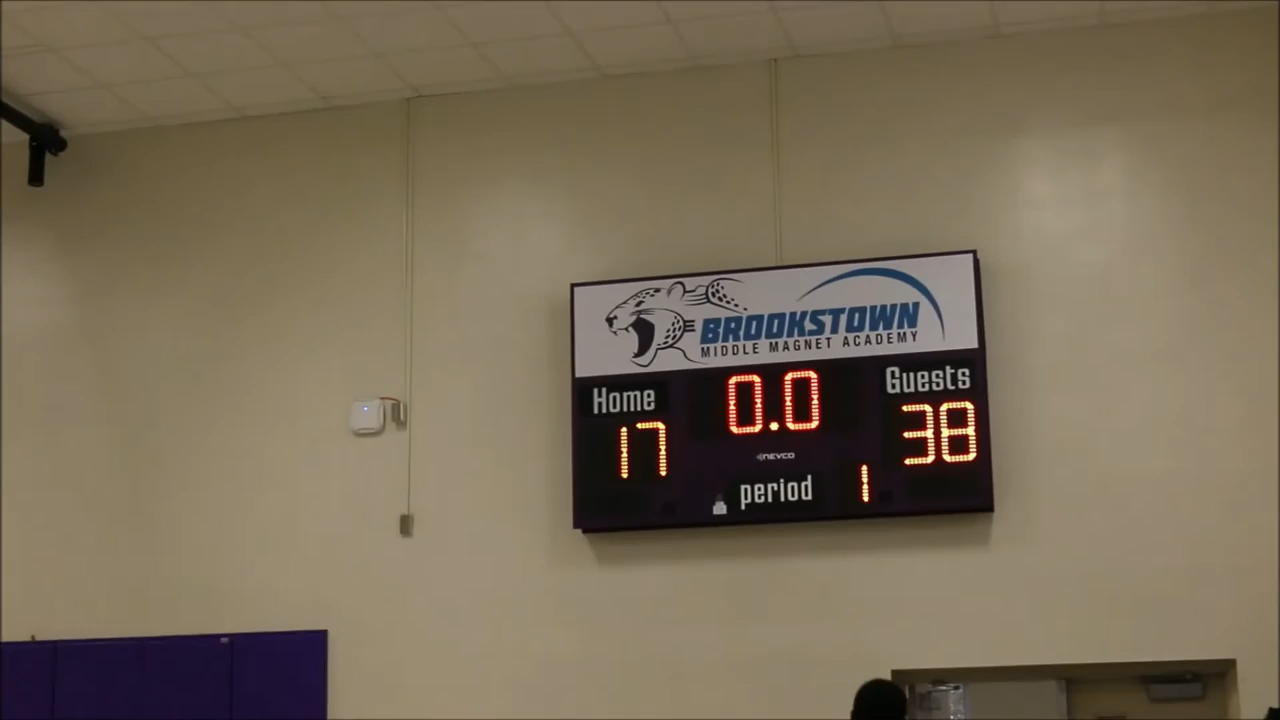 BROOKSTOWN
MIDDLE MAGNET ACADEMY
Home
0.0
Guests
17
38
NEVCO
period
1